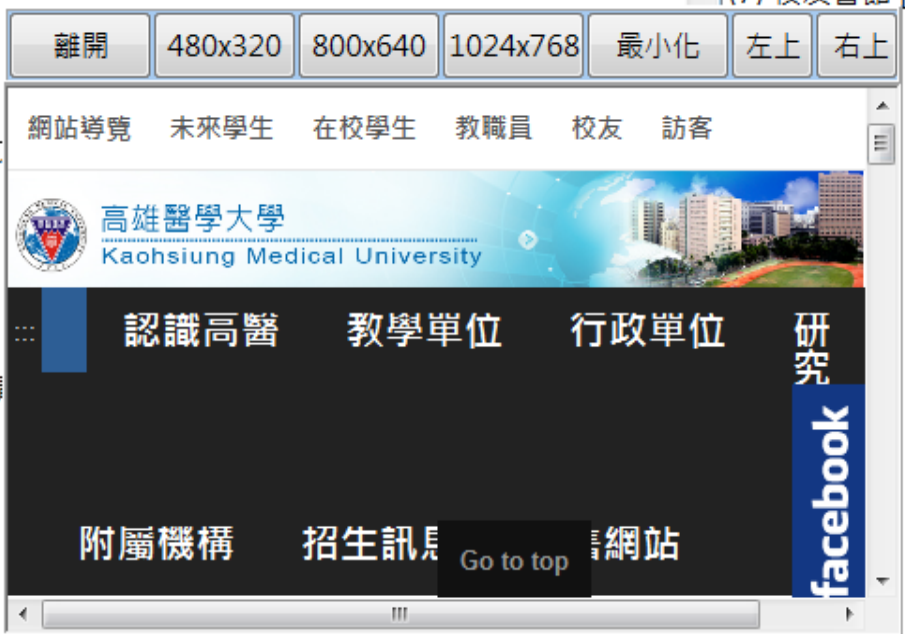 離開 480x320 800x640 1024x768 最小化 左上 右上
網站導覽 未來學生 在校學生 教職員 校友 訪客
高雄醫學大學
Kaohsiung Medical University
認識高醫 教學單位 行政單位 研究
facebook
附屬機構 招生訊息 網站
Go to top